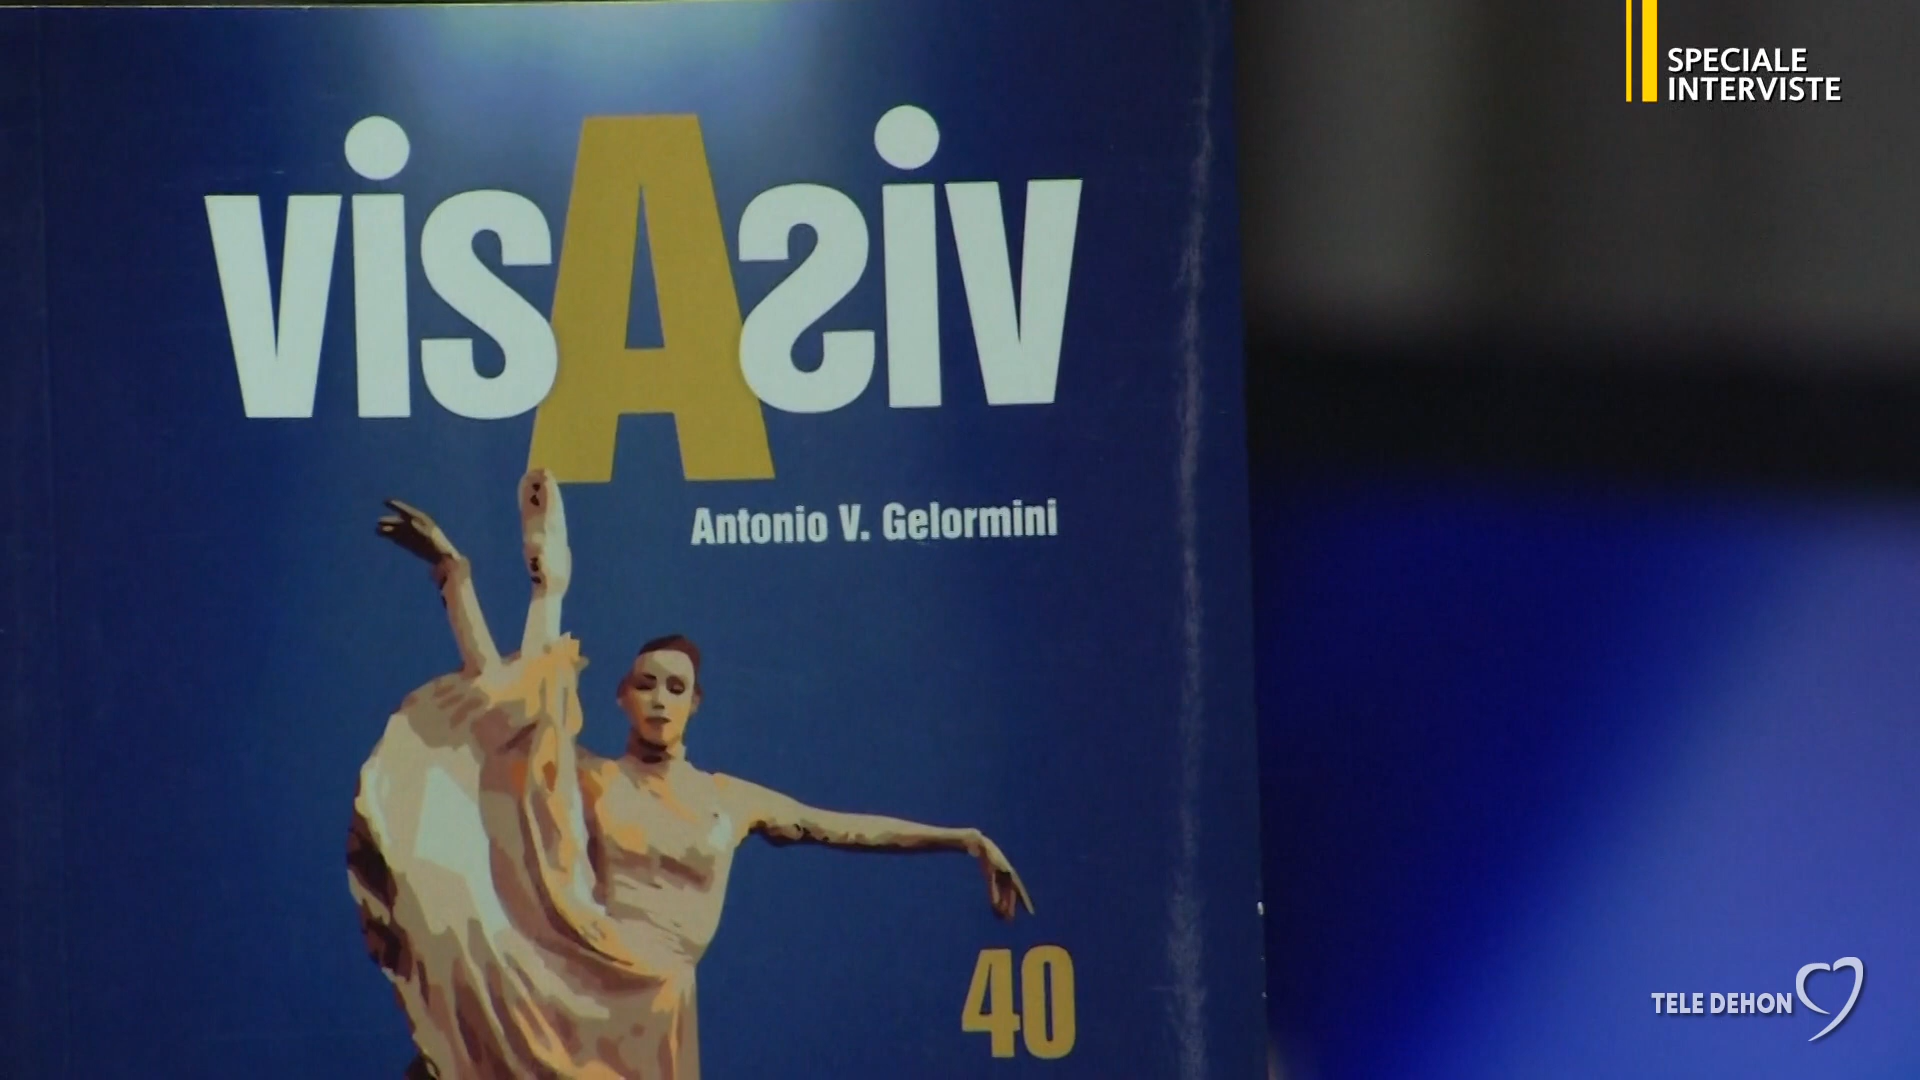 SPECIALE
INTERVISTE
visAsiv
Antonio V. Gelormini
40
TELE DEHON